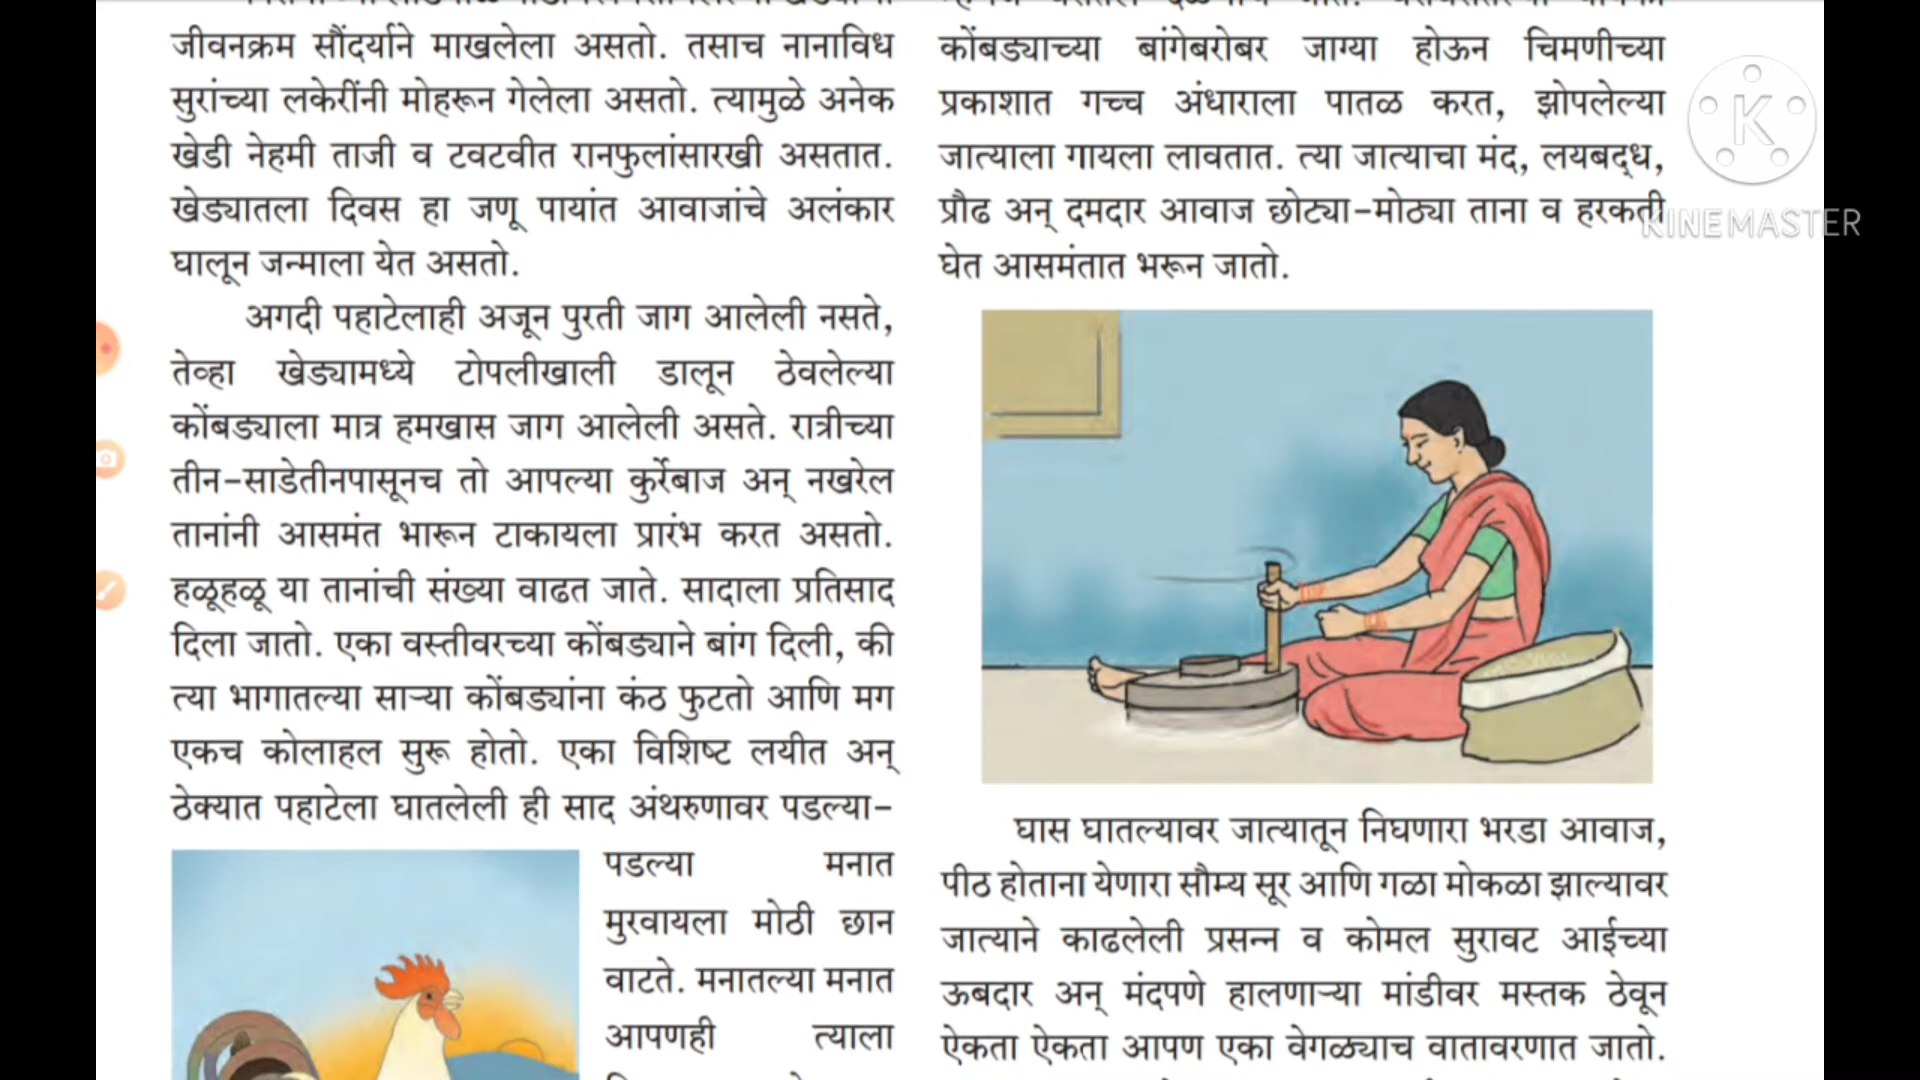 जीवनक्रम सौंदर्याने माखलेला असतो. तसाच नानाविध
सुरांच्या लकेरींनी मोहरून गेलेला असतो. त्यामुळे अनेक
खेडी नेहमी ताजी व टवटवीत रानफुलांसारखी असतात.
खेड्यातला दिवस हा जणू पायांत आवाजांचे अलंकार
घालून जन्माला येत असतो.
अगदी पहाटेलाही अजून पुरती जाग आलेली नसते,
तेव्हा खेड्यामध्ये टोपलीखाली डालून ठेवलेल्या
कोंबड्याला मात्र हमखास जाग आलेली असते. रात्रीच्या
तीन-साडेतीनपासूनच तो आपल्या कुर्रेबाज अन् नखरेल
तानांनी आसमंत भारून टाकायला प्रारंभ करत असतो.
हळूहळू या तानांची संख्या वाढत जाते. सादाला प्रतिसाद
दिला जातो. एका वस्तीवरच्या कोंबड्याने बांग दिली, की
त्या भागातल्या साऱ्या कोंबड्यांना कंठ फुटतो आणि मग
एकच कोलाहल सुरू होतो. एका विशिष्ट लयीत अन्
ठेक्यात पहाटेला घातलेली ही साद अंथरुणावर पडल्या-
पडल्या मनात
मुरवायला मोठी छान
वाटते. मनातल्या मनात
आपणही त्याला
कोंबड्याच्या बांगेबरोबर जाग्या होऊन चिमणीच्या
प्रकाशात गच्च अंधाराला पातळ करत, झोपलेल्या
जात्याला गायला लावतात. त्या जात्याचा मंद, लयबद्ध,
प्रौढ अन् दमदार आवाज छोट्या-मोठ्या ताना व हरकती
घेत आसमंतात भरून जातो.
घास घातल्यावर जात्यातून निघणारा भरडा आवाज,
पीठ होताना येणारा सौम्य सूर आणि गळा मोकळा झाल्यावर
जात्याने काढलेली प्रसन्न व कोमल सुरावट आईच्या
ऊबदार अन् मंदपणे हालणाऱ्या मांडीवर मस्तक ठेवून
ऐकता ऐकता आपण एका वेगळ्याच वातावरणात जातो.
K
KINEMASTER